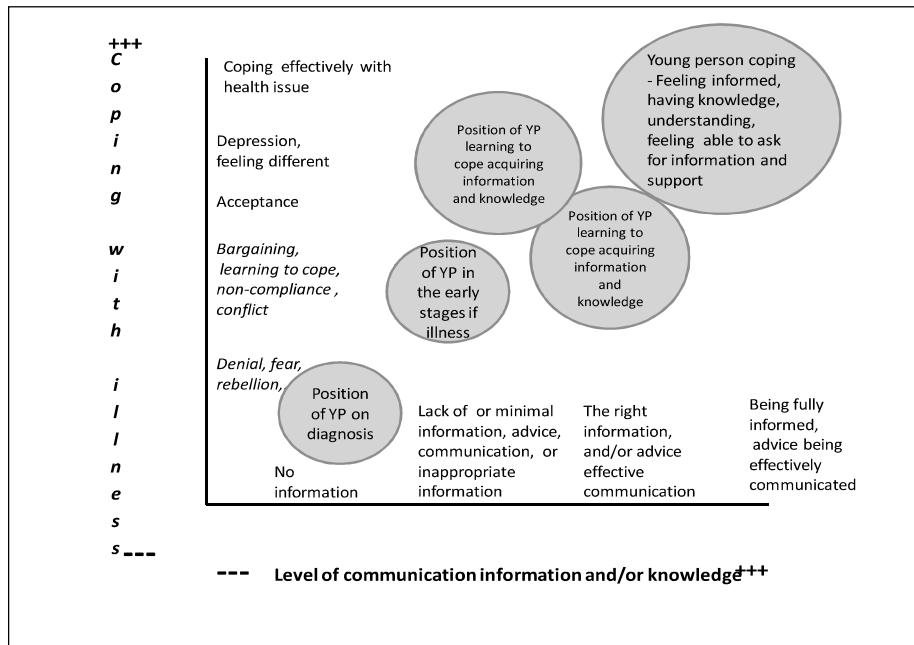 +++
C
o
p
i
n
g
w
i
t
h
i
l
l
n
e
s
s ---
Coping effectively with
health issue
Depression,
feeling different
Acceptance
Bargaining,
learning to cope,
non-compliance ,
conflict
Denial, fear,
rebellion,
Position of YP
learning to
cope acquiring
information
and knowledge
Young person coping
- Feeling informed,
having knowledge,
understanding,
feeling able to ask
for information and
support
Position of YP
learning to
cope acquiring
information
and
knowledge
Position
of YP in
the early
stages if
illness
Position
of YP on
diagnosis
No
information
Lack of or minimal
information, advice,
communication, or
inappropriate
information
The right
information,
and/or advice
effective
communication
Being fully
informed,
advice being
effectively
communicated
--- Level of communication information and/or knowledge+++